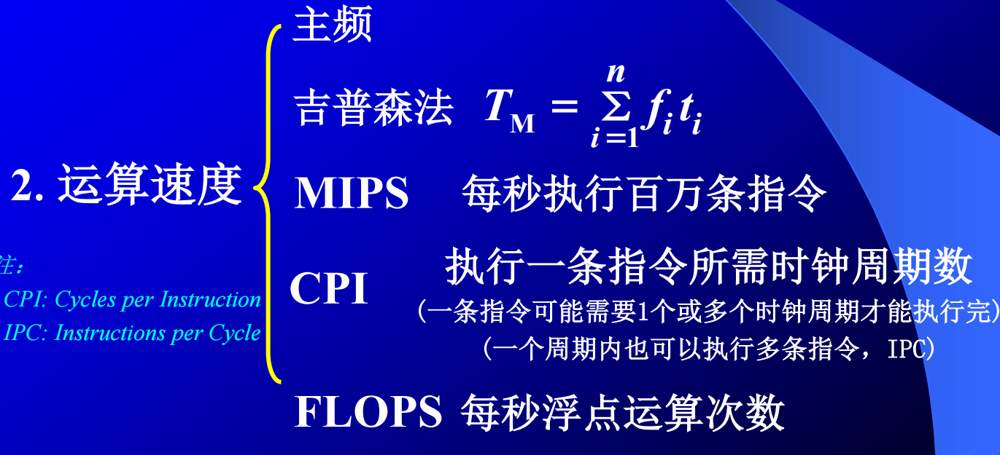 主频
吉普森法 T_M = Σ_{i=1}^{n} f_i t_i
2. 运算速度
MIPS 每秒执行百万条指令
CPI 执行一条指令所需时钟周期数
(一条指令可能需要1个或多个时钟周期才能执行完)
(一个周期内也可以执行多条指令，IPC)
FLOPS 每秒浮点运算次数
注：
CPI: Cycles per Instruction
IPC: Instructions per Cycle